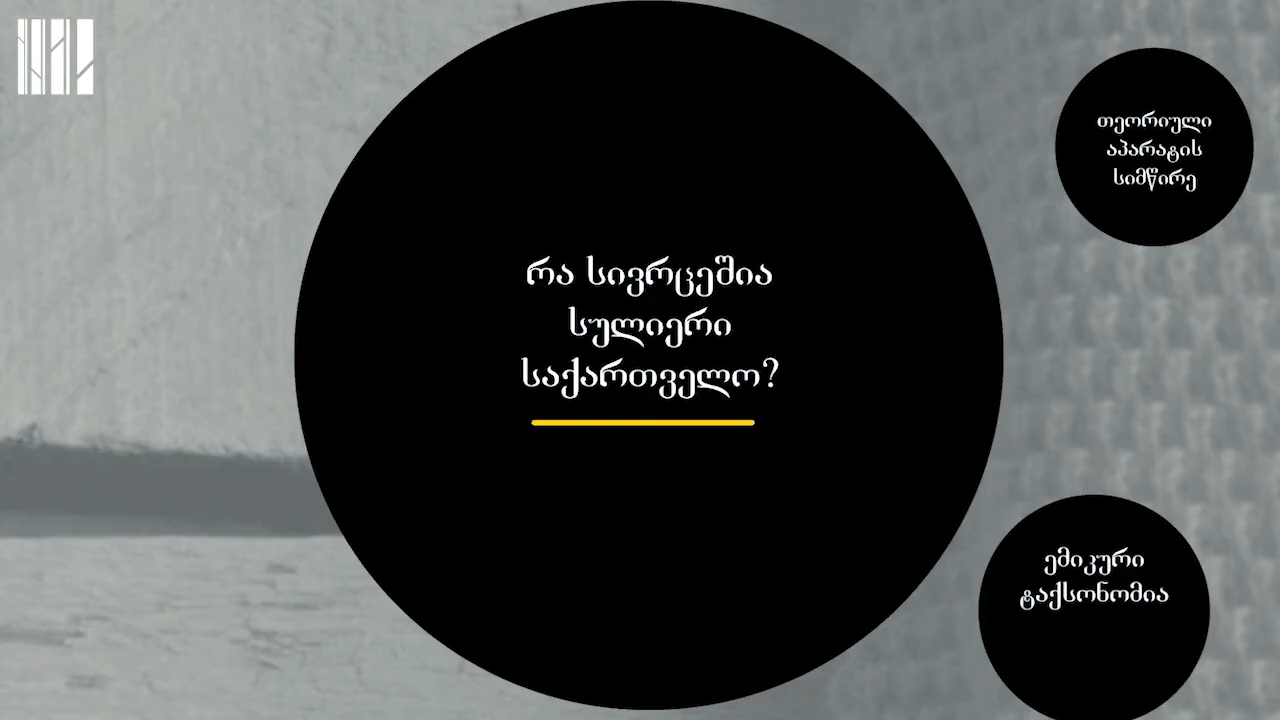 რა სივრცეშია
სულიერი
საქართველო?
თეორიული
აპარატის
სიმწირე
ემიკური
ტაქსონომია